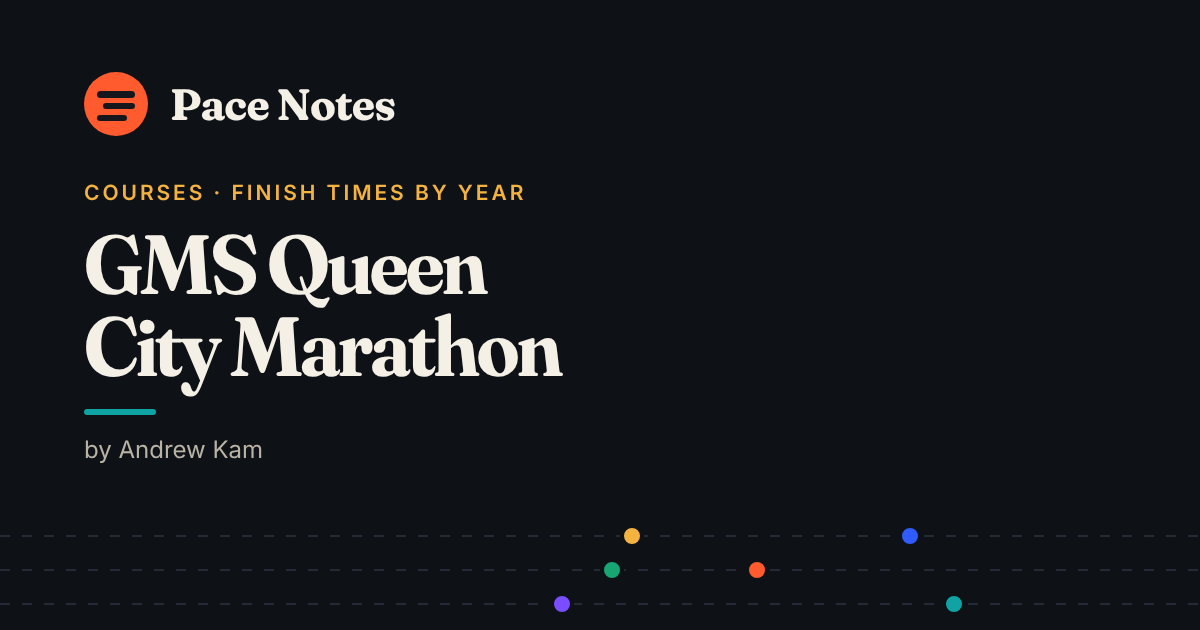 Pace Notes
COURSES · FINISH TIMES BY YEAR
GMS Queen
City Marathon
by Andrew Kam